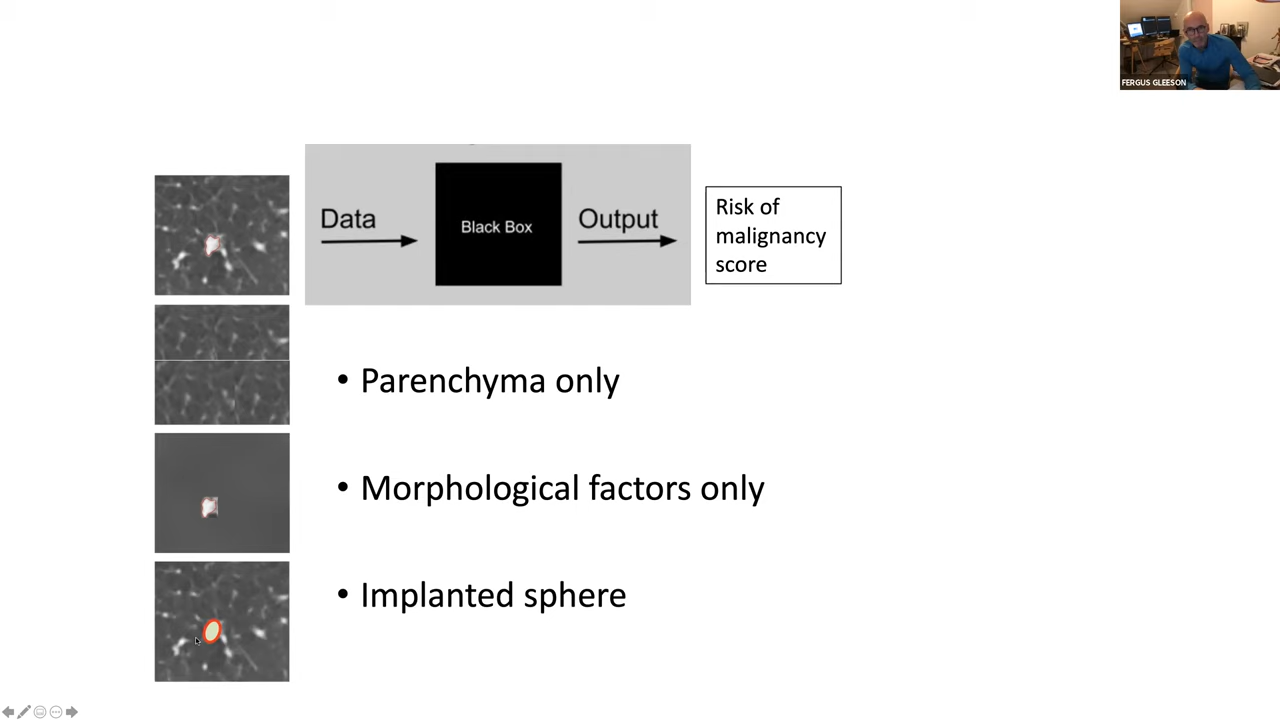 FERGUS GLEESON
Data
Black Box
Output
Risk of
malignancy
score
• Parenchyma only
• Morphological factors only
• Implanted sphere